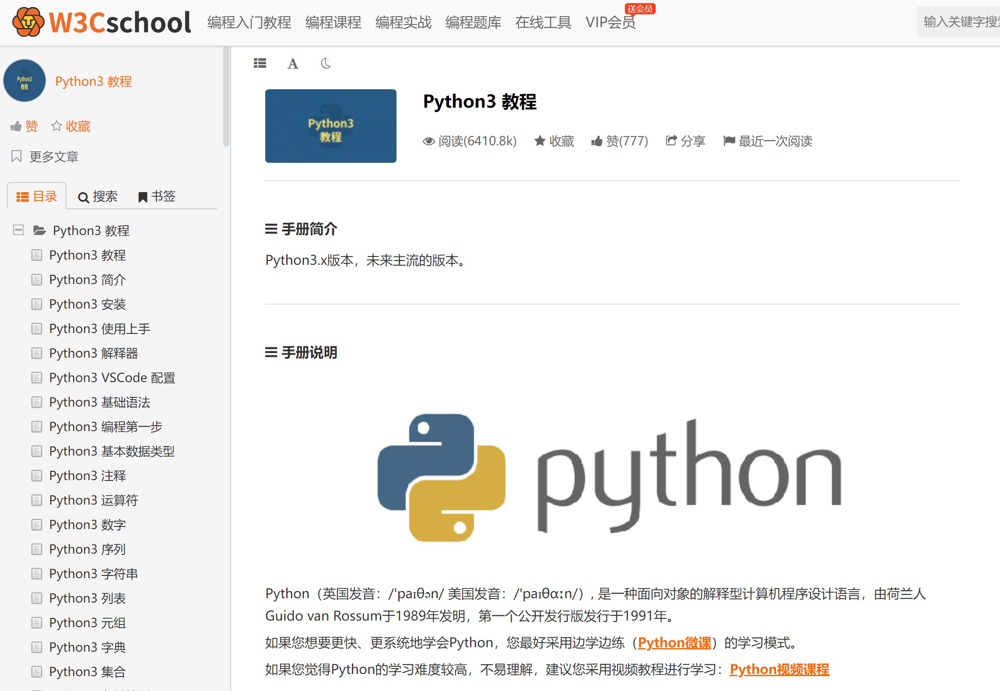 W3Cschool 编程入门教程 编程课程 编程实战 编程题库 在线工具 VIP会员 送会员 输入关键字搜
Python3 教程
Python3 教程
赞 收藏
更多文章
目录 搜索 书签
Python3 教程
Python3 教程
Python3 简介
Python3 安装
Python3 使用上手
Python3 解释器
Python3 VSCode 配置
Python3 基础语法
Python3 编程第一步
Python3 基本数据类型
Python3 注释
Python3 运算符
Python3 数字
Python3 序列
Python3 字符串
Python3 列表
Python3 元组
Python3 字典
Python3 集合
A
Python3
教程
Python3 教程
阅读(6410.8k) 收藏 赞(777) 分享 最近一次阅读
手册简介
Python3.x版本，未来主流的版本。
手册说明
python
Python（英国发音：/ˈpaɪθən/ 美国发音：/ˈpaɪθɑːn/）, 是一种面向对象的解释型计算机程序设计语言，由荷兰人
Guido van Rossum于1989年发明，第一个公开发行版发行于1991年。
如果您想要更快、更系统地学会Python，您最好采用边学边练（Python微课）的学习模式。
如果您觉得Python的学习难度较高，不易理解，建议您采用视频教程进行学习：Python视频课程